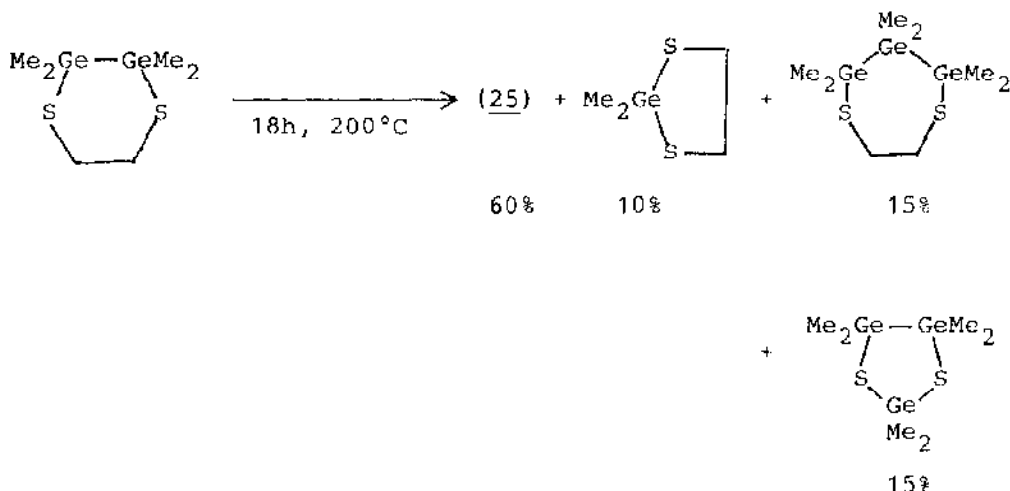 Me2Ge—GeMe2
S S
18h, 200°C
(25) + Me2Ge S S +
Me2
Ge
Me2Ge GeMe2
S S
60% 10% 15%
+ Me2Ge—GeMe2
S S
Ge
Me2
15%